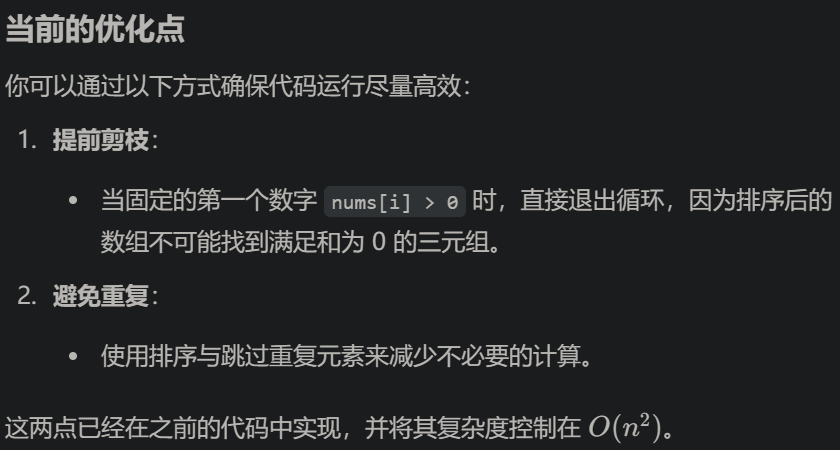 当前的优化点
你可以通过以下方式确保代码运行尽量高效：
1. 提前剪枝：
• 当固定的第一个数字 nums[i] > 0 时，直接退出循环，因为排序后的
数组不可能找到满足和为 0 的三元组。
2. 避免重复：
• 使用排序与跳过重复元素来减少不必要的计算。
这两点已经在之前的代码中实现，并将其复杂度控制在 O(n²)。